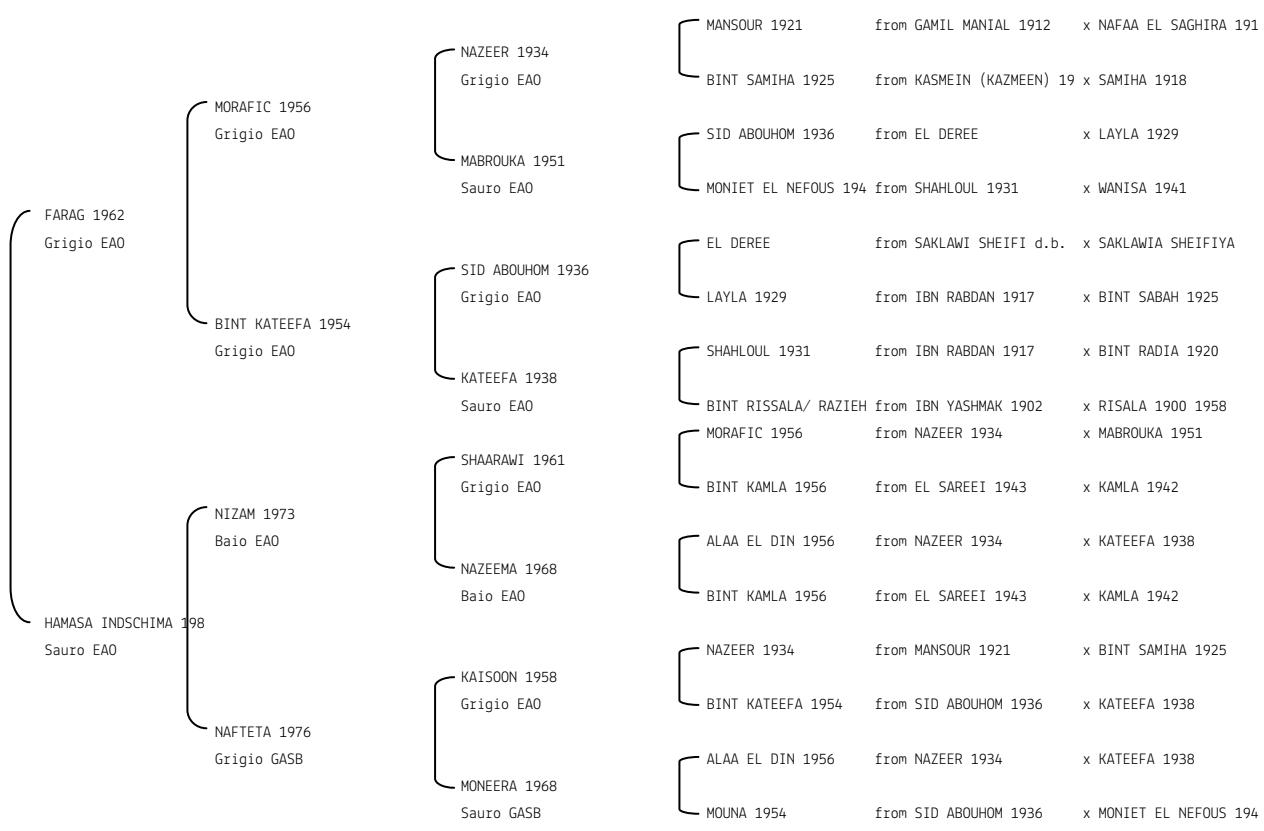 MANSOUR 1921 from GAMIL MANIAL 1912 x NAFAA EL SAGHIRA 191
NAZEER 1934
Grigio EAO
BINT SAMIHA 1925 from KASMEIN (KAZMEEN) 19 x SAMIHA 1918
MORAFIC 1956
Grigio EAO
SID ABOUHOM 1936 from EL DEREE x LAYLA 1929
MABROUKA 1951
Sauro EAO
MONIET EL NEFOUS 194 from SHAHLOUL 1931 x WANISA 1941
FARAG 1962
Grigio EAO
EL DEREE from SAKLAWI SHEIFI d.b. x SAKLAWIA SHEIFIYA
SID ABOUHOM 1936
Grigio EAO
LAYLA 1929 from IBN RABDAN 1917 x BINT SABAH 1925
BINT KATEEFA 1954
Grigio EAO
SHAHLOUL 1931 from IBN RABDAN 1917 x BINT RADIA 1920
KATEEFA 1938
Sauro EAO
BINT RISSALA/ RAZIEH from IBN YASHMAK 1902 x RISALA 1900 1958
MORAFIC 1956 from NAZEER 1934 x MABROUKA 1951
SHAARAWI 1961
Grigio EAO
BINT KAMLA 1956 from EL SAREEI 1943 x KAMLA 1942
NIZAM 1973
Baio EAO
ALAA EL DIN 1956 from NAZEER 1934 x KATEEFA 1938
NAZEEMA 1968
Baio EAO
BINT KAMLA 1956 from EL SAREEI 1943 x KAMLA 1942
HAMASA INDSCHIMA 198
Sauro EAO
NAZEER 1934 from MANSOUR 1921 x BINT SAMIHA 1925
KAISOON 1958
Grigio EAO
BINT KATEEFA 1954 from SID ABOUHOM 1936 x KATEEFA 1938
NAFTETA 1976
Grigio GASB
ALAA EL DIN 1956 from NAZEER 1934 x KATEEFA 1938
MONEERA 1968
Sauro GASB
MOUNA 1954 from SID ABOUHOM 1936 x MONIET EL NEFOUS 194